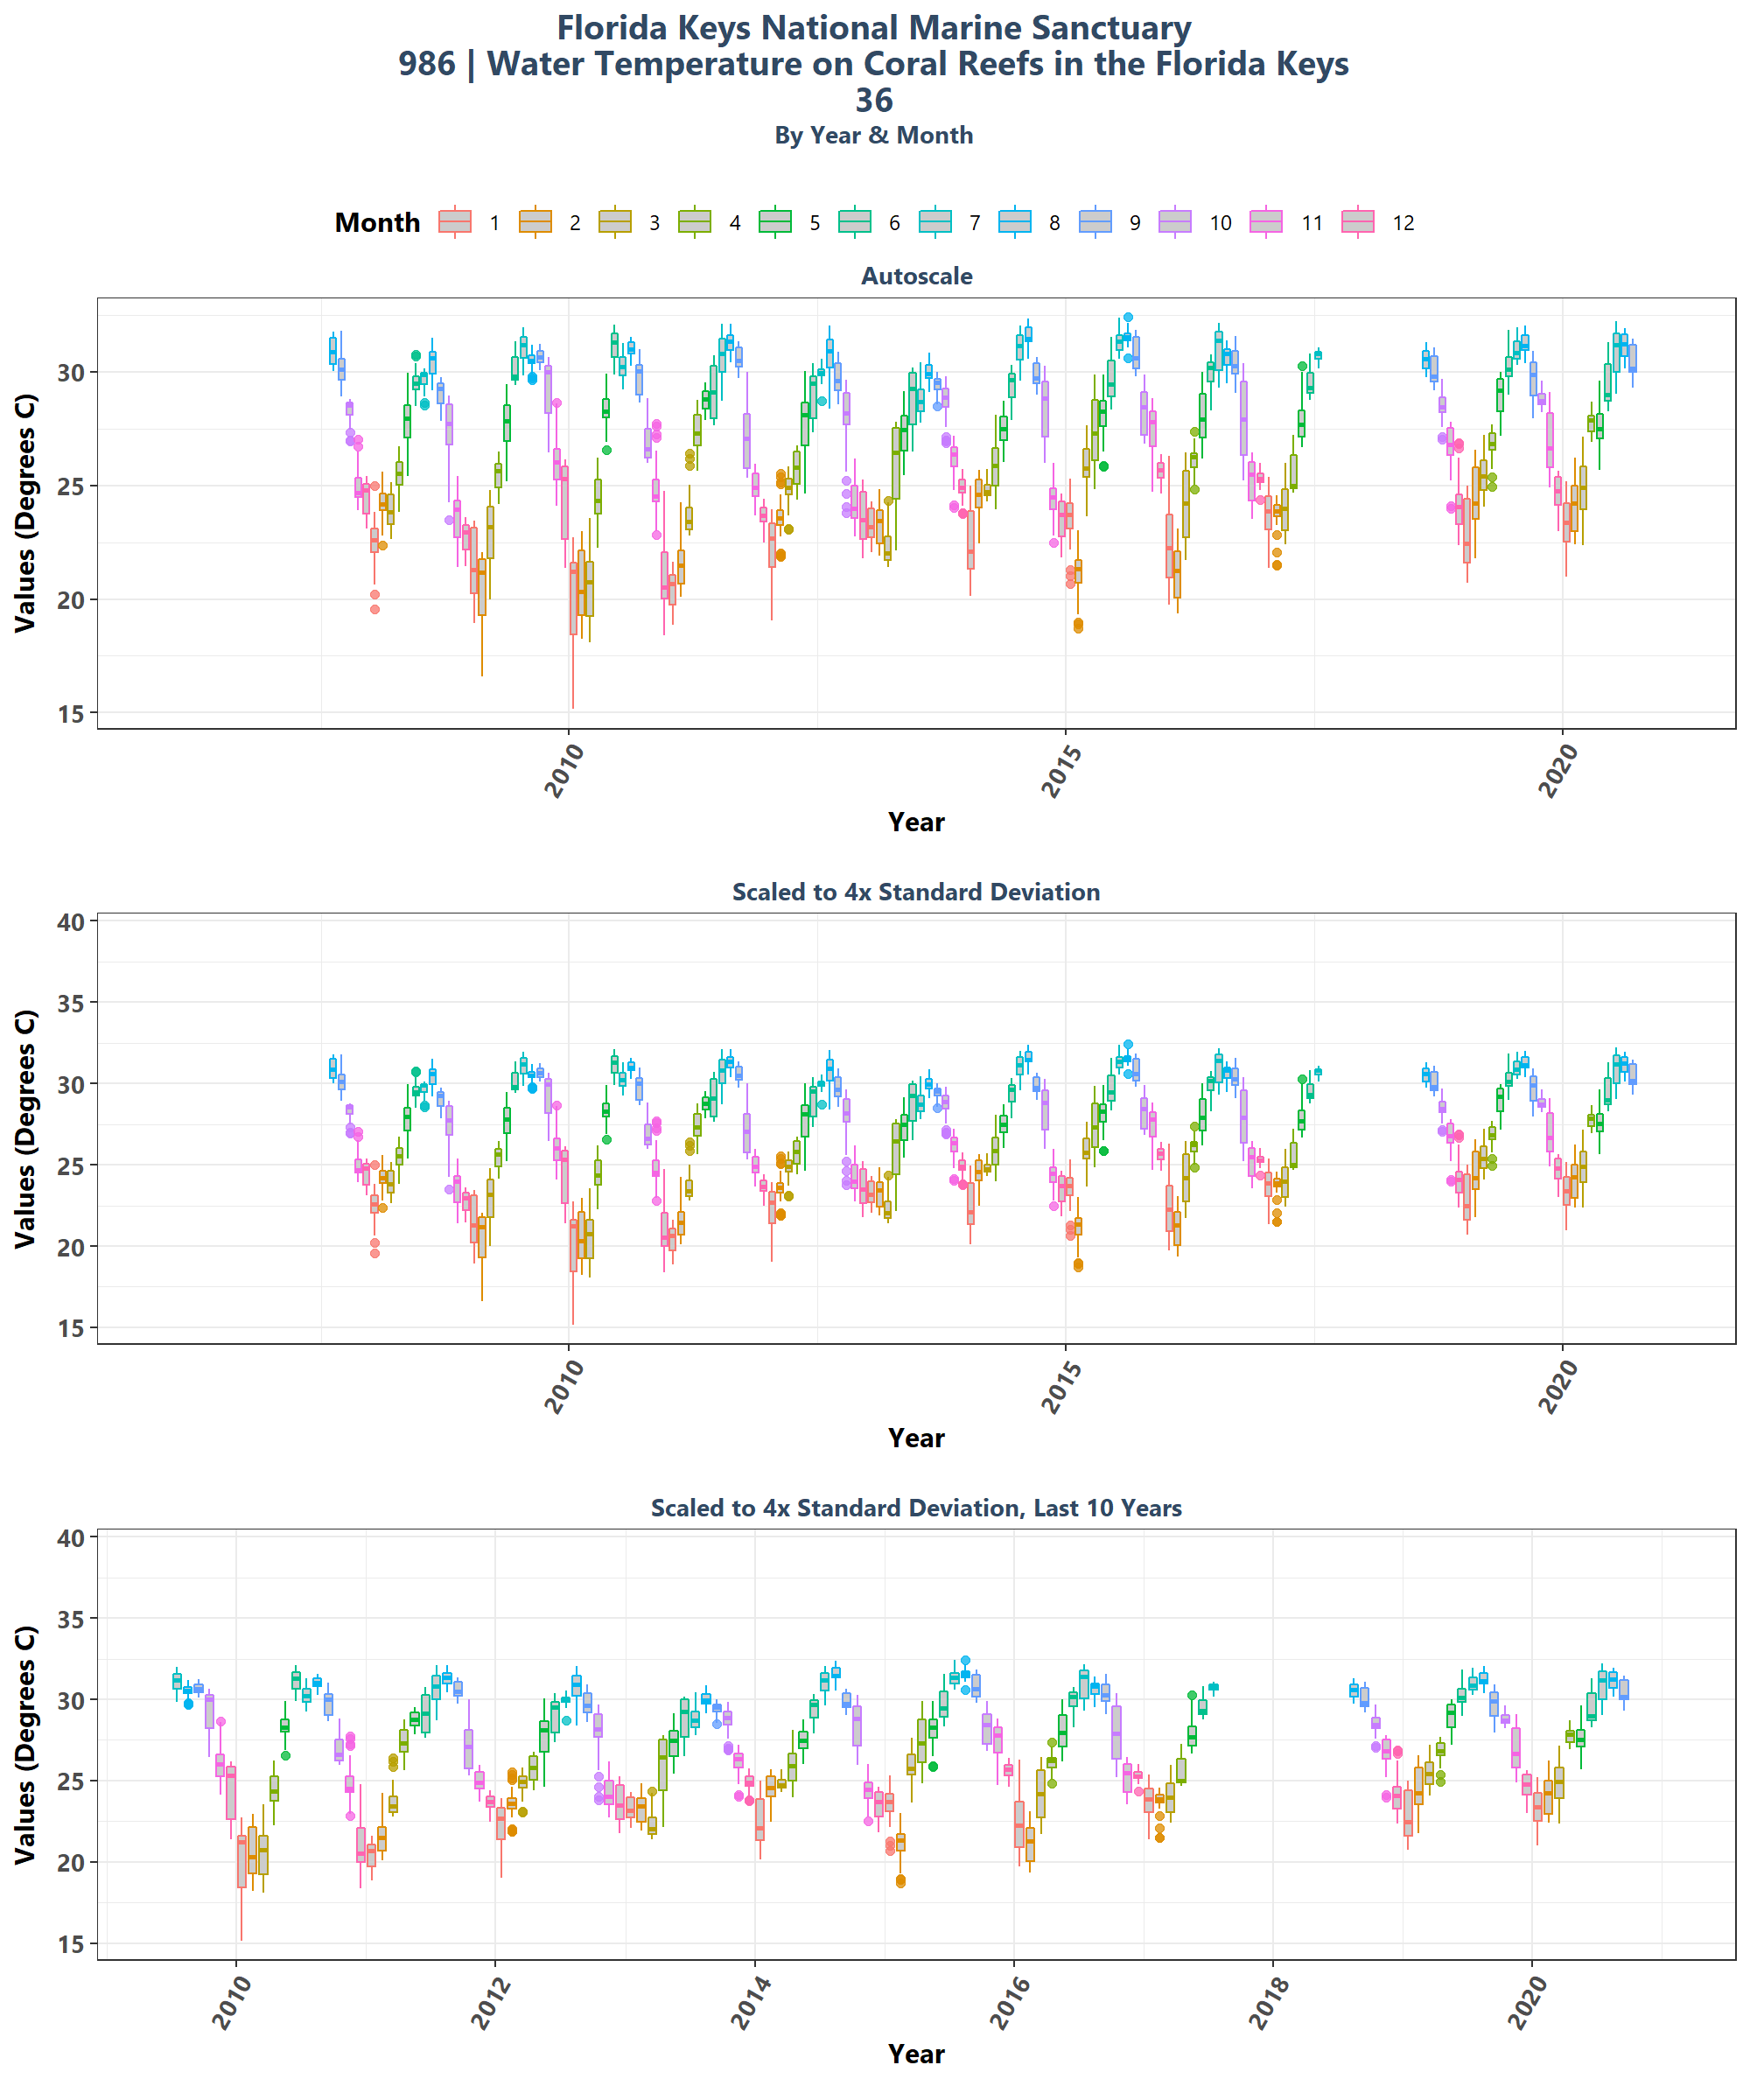 Florida Keys National Marine Sanctuary
986 | Water Temperature on Coral Reefs in the Florida Keys
36
By Year & Month
Month 1 2 3 4 5 6 7 8 9 10 11 12
Autoscale
Values (Degrees C)
30
25
20
15
2010 2015 2020
Year
Scaled to 4x Standard Deviation
Values (Degrees C)
40
35
30
25
20
15
2010 2015 2020
Year
Scaled to 4x Standard Deviation, Last 10 Years
Values (Degrees C)
40
35
30
25
20
15
2010 2012 2014 2016 2018 2020
Year